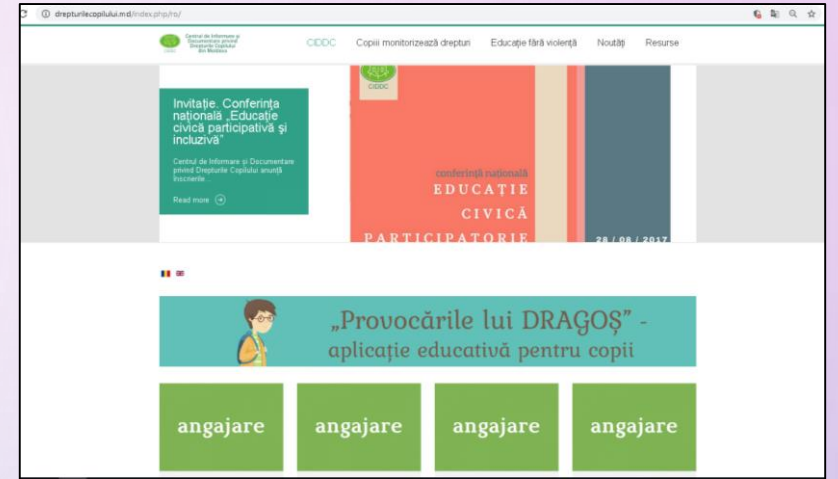 drepturilecopilului.md/index.php/ro/
Centrul de Informare și
Documentare privind
Drepturile Copilului
Din Moldova
CIDDC
Copiii monitorizează drepturi
Educație fără violență
Noutăți
Resurse
Invitație. Conferința
națională „Educație
civică participativă și
incluzivă”
Centrul de Informare și Documentare
privind Drepturile Copilului anunță
înscrierile...
Read more
CIDDC
conferință națională
EDUCAȚIE
CIVICĂ
PARTICIPATORIE
28 / 08 / 2017
„Provocările lui DRAGOȘ” -
aplicație educativă pentru copii
angajare
angajare
angajare
angajare